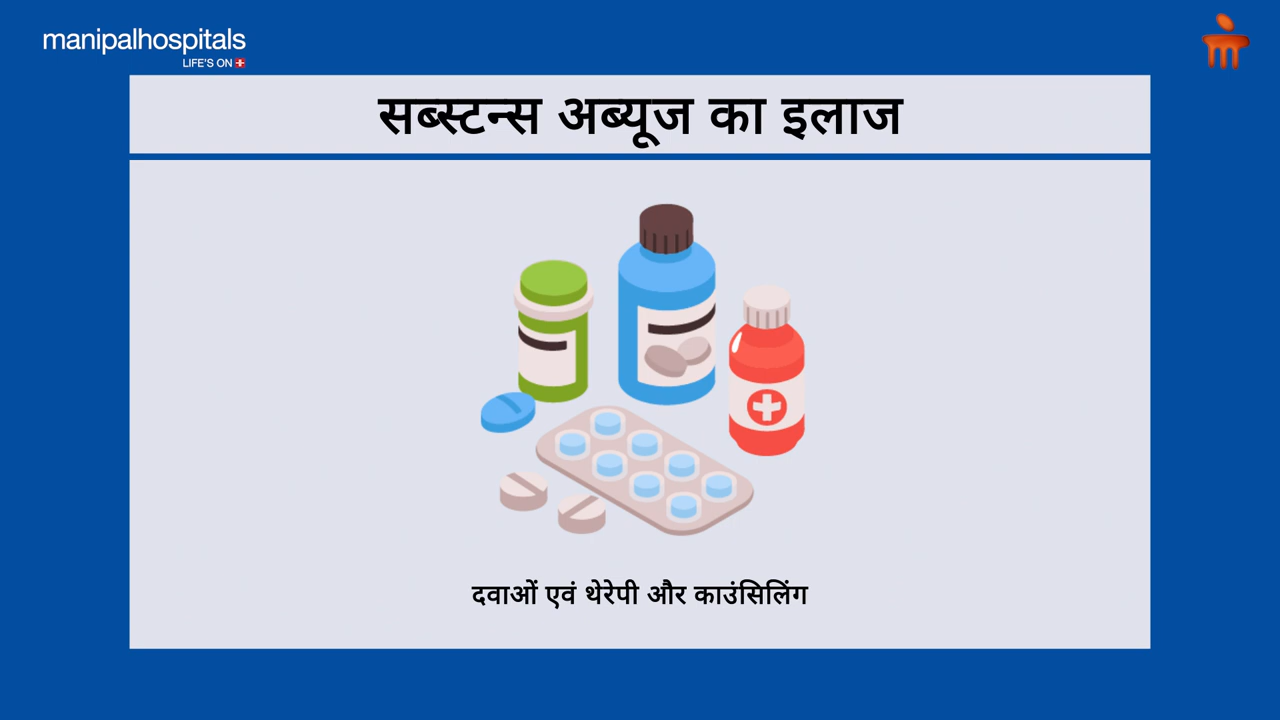 manipalhospitals
LIFE'S ON
सब्स्टन्स अब्यूज का इलाज
दवाओं एवं थेरेपी और काउंसिलिंग